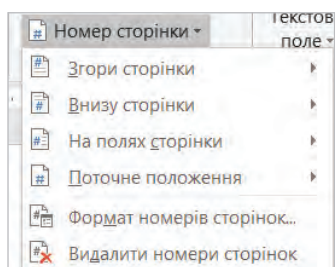 Номер сторінки
Текстов
поле
Згори сторінки
Внизу сторінки
На полях сторінки
Поточне положення
Формат номерів сторінок...
Видалити номери сторінок